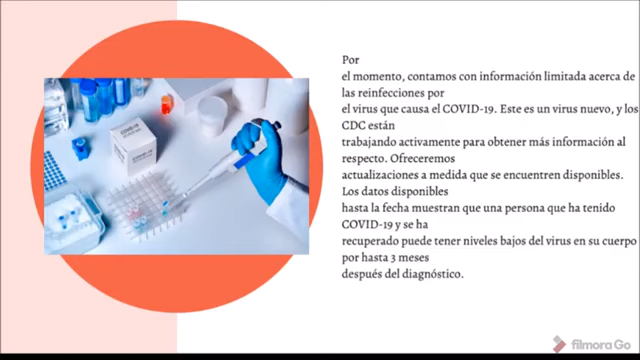 Por
el momento, contamos con información limitada acerca de
las reinfecciones por
el virus que causa el COVID-19. Este es un virus nuevo, y los
CDC están
trabajando activamente para obtener más información al
respecto. Ofreceremos
actualizaciones a medida que se encuentren disponibles.
Los datos disponibles
hasta la fecha muestran que una persona que ha tenido
COVID-19 y se ha
recuperado puede tener niveles bajos del virus en su cuerpo
por hasta 3 meses
después del diagnóstico.
COVID-19
filmora Go